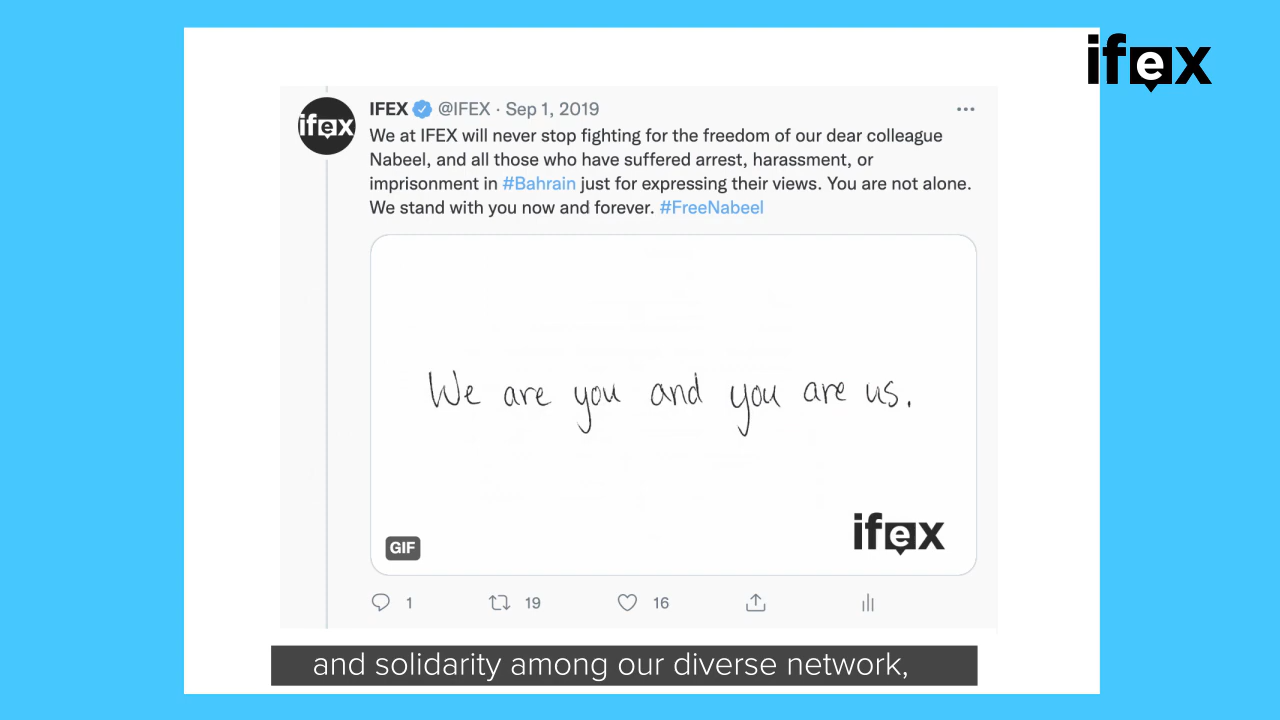 ifex
ifex
IFEX @IFEX · Sep 1, 2019
We at IFEX will never stop fighting for the freedom of our dear colleague
Nabeel, and all those who have suffered arrest, harassment, or
imprisonment in #Bahrain just for expressing their views. You are not alone.
We stand with you now and forever. #FreeNabeel
We are you and you are us.
ifex
GIF
1 19 16
and solidarity among our diverse network,